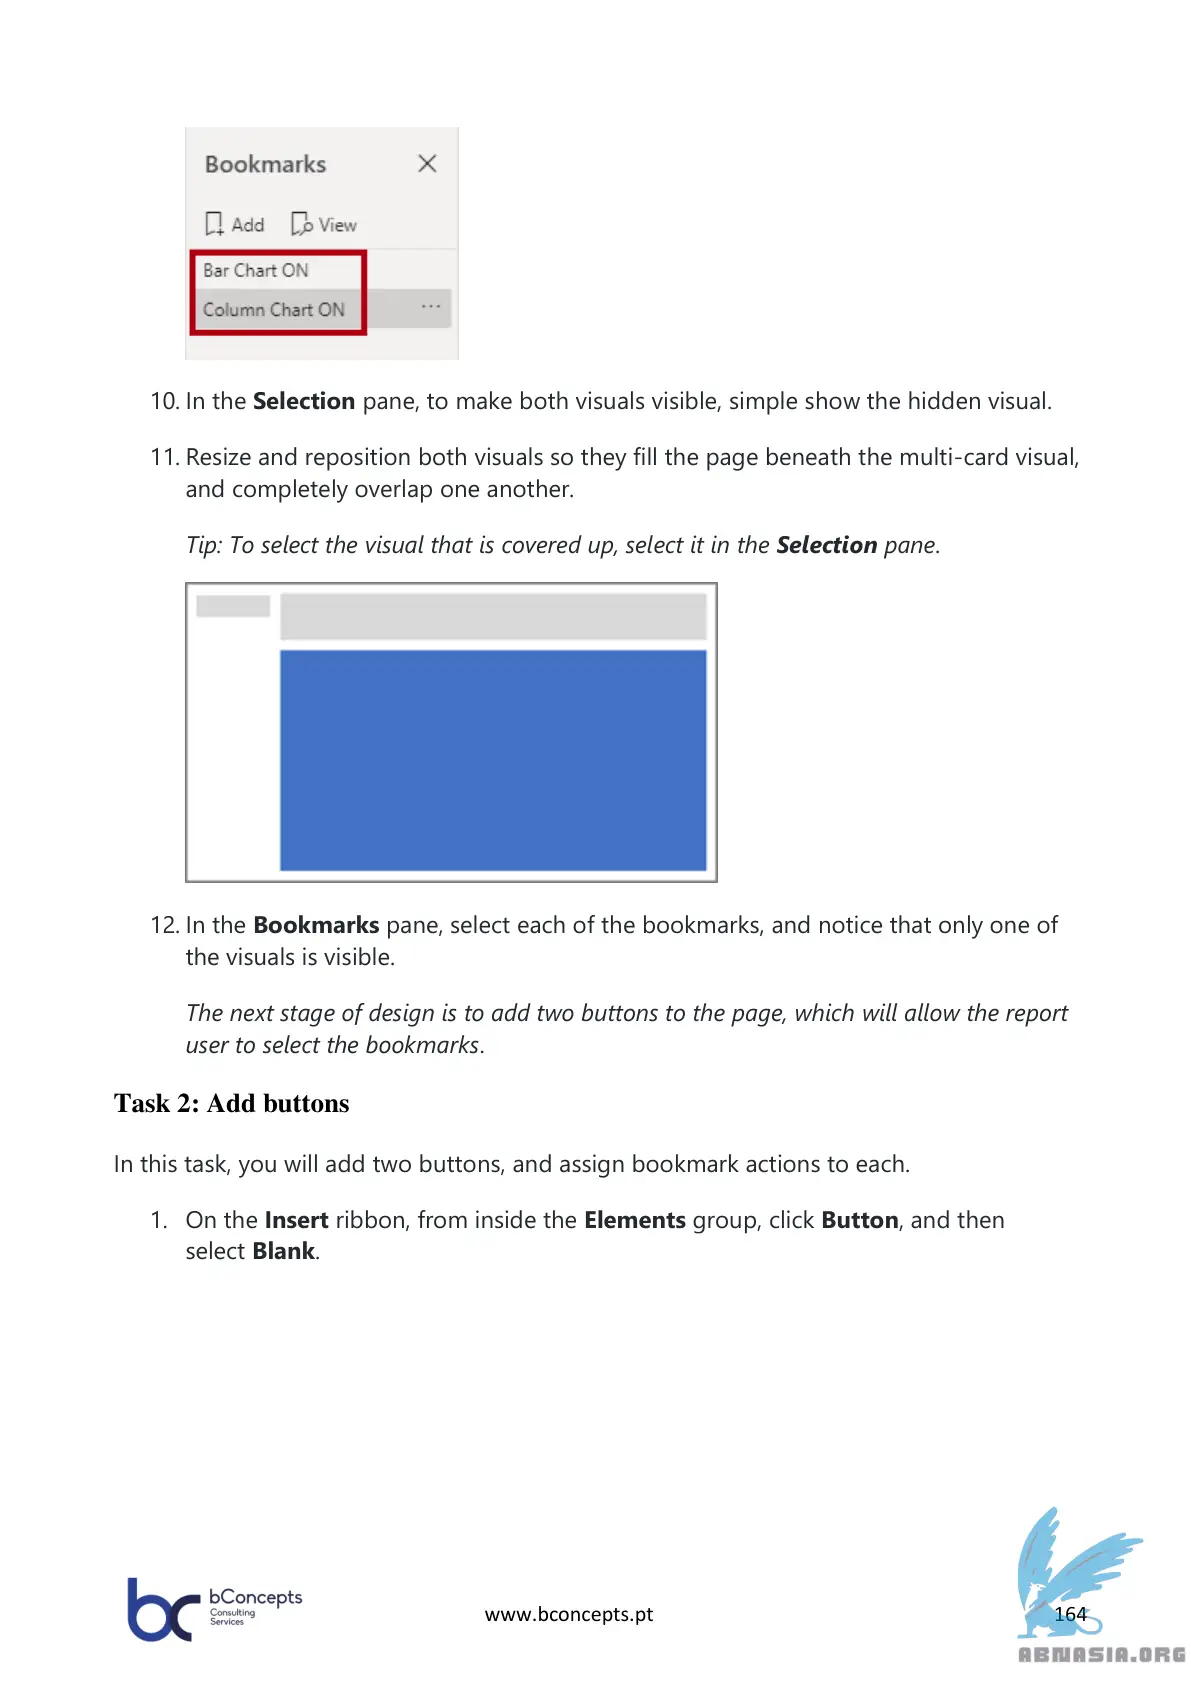 Bookmarks
Add View
Bar Chart ON
Column Chart ON
10. In the Selection pane, to make both visuals visible, simple show the hidden visual.
11. Resize and reposition both visuals so they fill the page beneath the multi-card visual,
and completely overlap one another.
Tip: To select the visual that is covered up, select it in the Selection pane.
12. In the Bookmarks pane, select each of the bookmarks, and notice that only one of
the visuals is visible.
The next stage of design is to add two buttons to the page, which will allow the report
user to select the bookmarks.
Task 2: Add buttons
In this task, you will add two buttons, and assign bookmark actions to each.
1. On the Insert ribbon, from inside the Elements group, click Button, and then
select Blank.
bc bConcepts
Consulting
Services
www.bconcepts.pt
164
ABNASIA.ORG